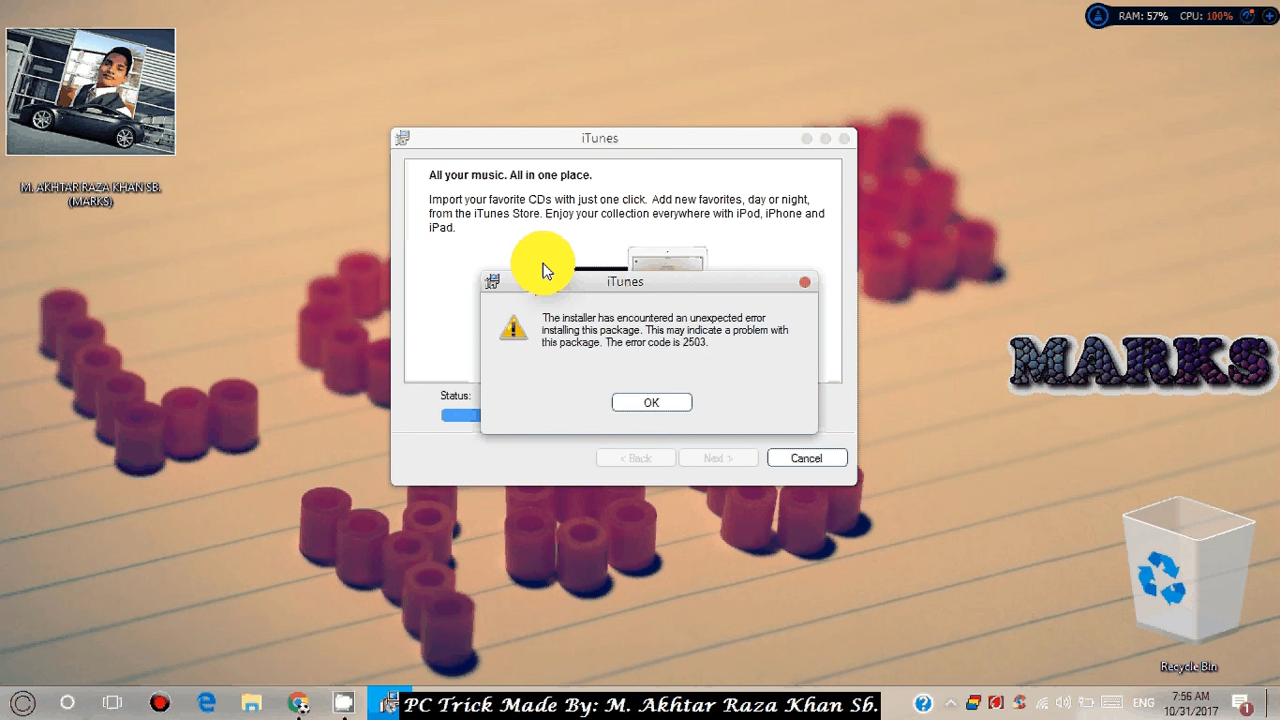 RAM: 57% CPU: 100%
M. AKHTAR RAZA KHAN SB.
(MARKS)
iTunes
All your music. All in one place.
Import your favorite CDs with just one click. Add new favorites, day or night,
from the iTunes Store. Enjoy your collection everywhere with iPod, iPhone and
iPad.
iTunes
The installer has encountered an unexpected error
installing this package. This may indicate a problem with
this package. The error code is 2503.
OK
Status:
< Back Next > Cancel
MARKS
Recycle Bin
PC Trick Made By: M. Akhtar Raza Khan Sb.
ENG
7:56 AM
10/31/2017
1